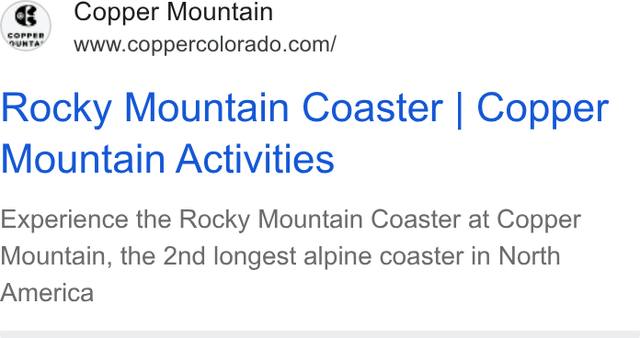 COPPER
Copper Mountain
www.coppercolorado.com/
Rocky Mountain Coaster | Copper
Mountain Activities
Experience the Rocky Mountain Coaster at Copper
Mountain, the 2nd longest alpine coaster in North
America